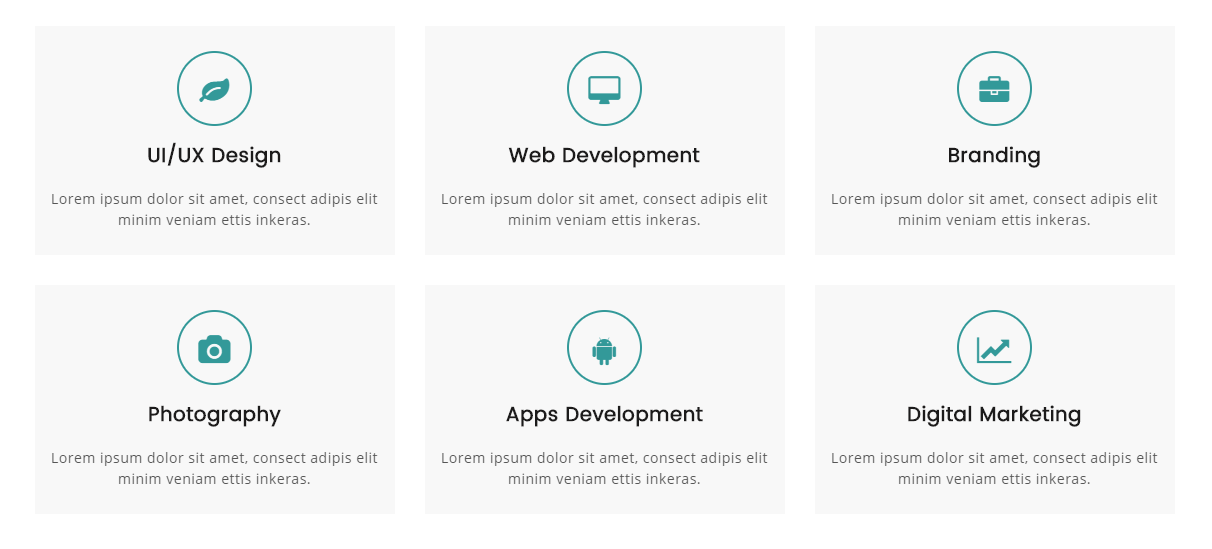 UI/UX Design
Lorem ipsum dolor sit amet, consect adipis elit
minim veniam ettis inkeras.
Web Development
Lorem ipsum dolor sit amet, consect adipis elit
minim veniam ettis inkeras.
Branding
Lorem ipsum dolor sit amet, consect adipis elit
minim veniam ettis inkeras.
Photography
Lorem ipsum dolor sit amet, consect adipis elit
minim veniam ettis inkeras.
Apps Development
Lorem ipsum dolor sit amet, consect adipis elit
minim veniam ettis inkeras.
Digital Marketing
Lorem ipsum dolor sit amet, consect adipis elit
minim veniam ettis inkeras.